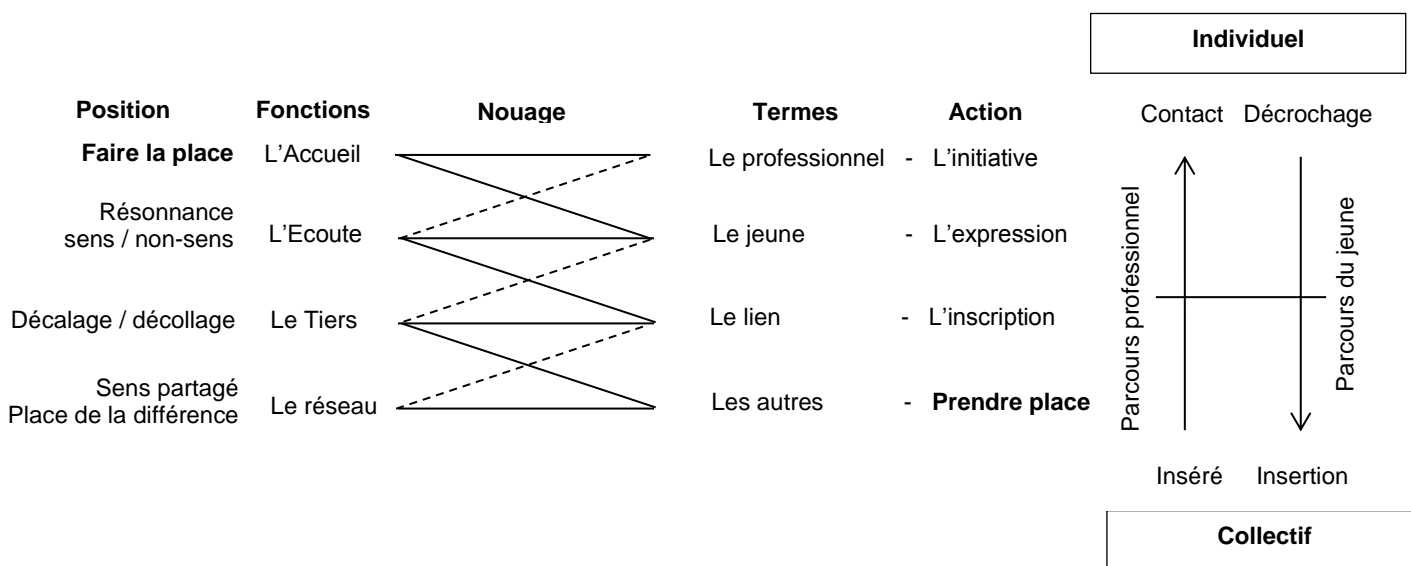 Individuel
Position Fonctions Nouage Termes Action Contact Décrochage
Faire la place L'Accueil Le professionnel - L'initiative
Résonnance
sens / non-sens L'Ecoute Le jeune - L'expression
Décalage / décollage Le Tiers Le lien - L'inscription
Sens partagé
Place de la différence Le réseau Les autres - Prendre place
Parcours professionnel
Parcours du jeune
Inséré Insertion
Collectif